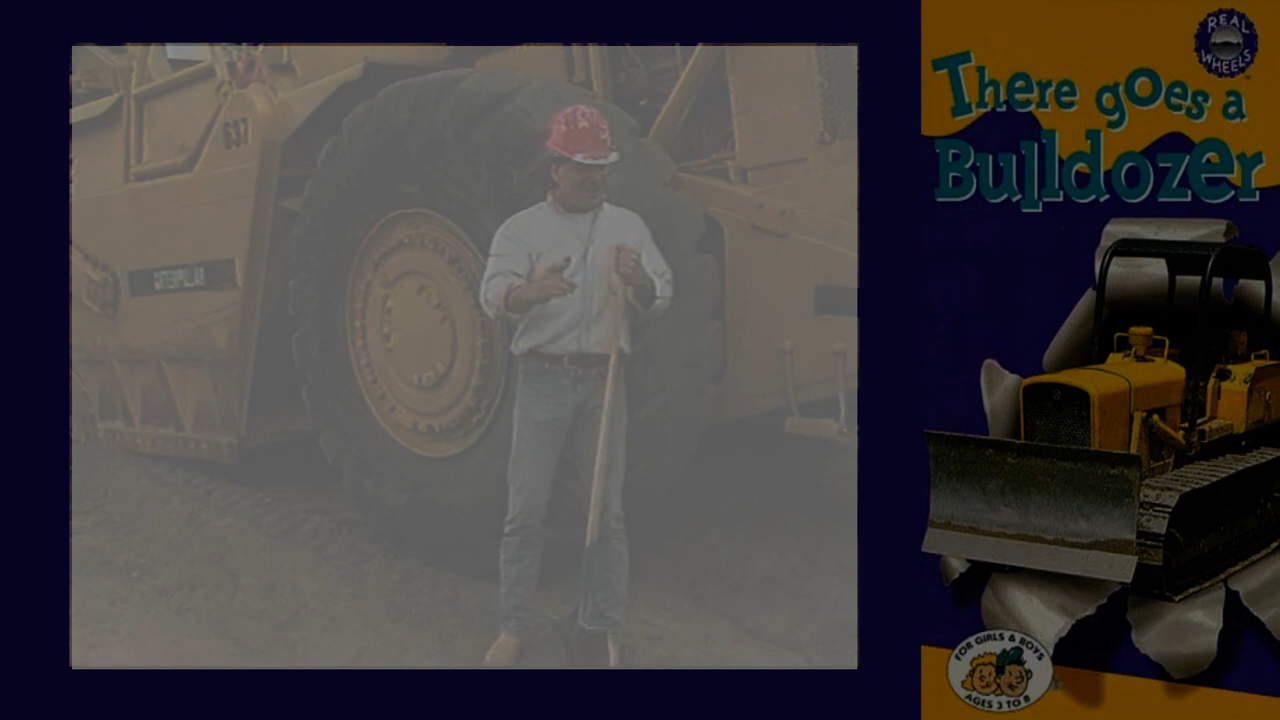 637
CATERPILLAR
REAL
WHEELS
There goes a
Bulldozer
FOR GIRLS & BOYS
AGES 3 TO 8